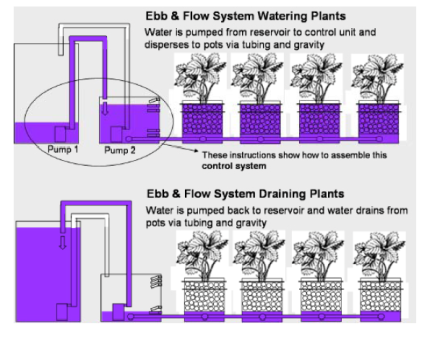 Ebb & Flow System Watering Plants
Water is pumped from reservoir to control unit and
disperses to pots via tubing and gravity
Pump 1
Pump 2
These instructions show how to assemble this
control system
Ebb & Flow System Draining Plants
Water is pumped back to reservoir and water drains from
pots via tubing and gravity